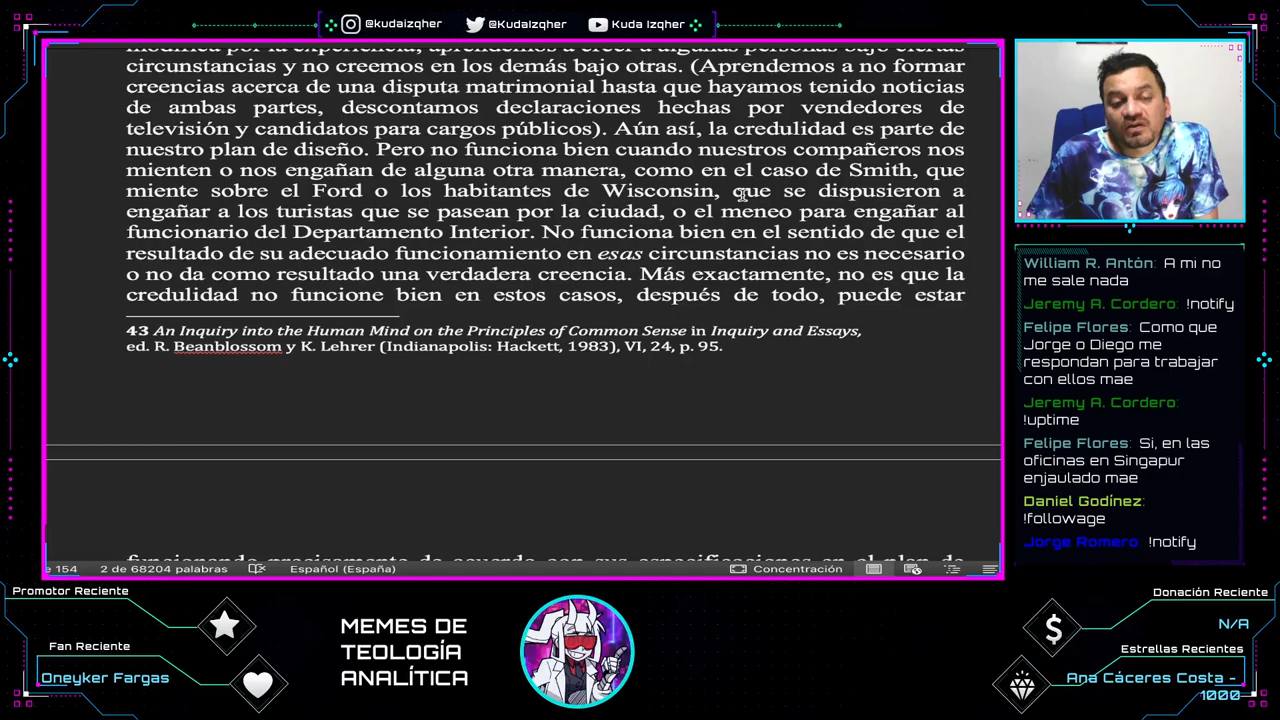 @kudaizqher @Kudalzqher Kuda Izqher
modifica por la experiencia, aprendemos a creer a algunas personas bajo ciertas
circunstancias y no creemos en los demás bajo otras. (Aprendemos a no formar
creencias acerca de una disputa matrimonial hasta que hayamos tenido noticias
de ambas partes, descontamos declaraciones hechas por vendedores de
televisión y candidatos para cargos públicos). Aún así, la credulidad es parte de
nuestro plan de diseño. Pero no funciona bien cuando nuestros compañeros nos
mienten o nos engañan de alguna otra manera, como en el caso de Smith, que
miente sobre el Ford o los habitantes de Wisconsin, que se dispusieron a
engañar a los turistas que se pasean por la ciudad, o el meneo para engañar al
funcionario del Departamento Interior. No funciona bien en el sentido de que el
resultado de su adecuado funcionamiento en esas circunstancias no es necesario
o no da como resultado una verdadera creencia. Más exactamente, no es que la
credulidad no funcione bien en estos casos, después de todo, puede estar
43 An Inquiry into the Human Mind on the Principles of Common Sense in Inquiry and Essays,
ed. R. Beanblossom y K. Lehrer (Indianapolis: Hackett, 1983), VI, 24, p. 95.
e 154 2 de 68204 palabras Español (España) Concentración
William R. Antón: A mi no
me sale nada
Jeremy A. Cordero: !notify
Felipe Flores: Como que
Jorge o Diego me
respondan para trabajar
con ellos mae
Jeremy A. Cordero:
!uptime
Felipe Flores: Si, en las
oficinas en Singapur
enjaulado mae
Daniel Godínez:
!followage
Jorge Romero: !notify
Promotor Reciente
Fan Reciente
Oneyker Fargas
MEMES DE
TEOLOGÍA
ANALÍTICA
Donación Reciente
N/A
Estrellas Recientes
Ana Cáceres Costa -
1000